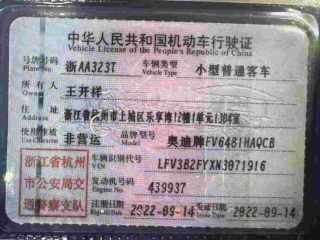 中华人民共和国机动车行驶证
Vehicle License of the People's Republic of China
号牌号码 浙AA323T 车辆类型 小型普通客车
Plate No. Vehicle Type
所有人 王开祥
Owner
住址 浙江省杭州市上城区乐享湾12幢1单元1304室
使用性质 非营运 奥迪牌FV6481HAQCB
Use Character
浙江省杭州 车辆识别代号 LFV3B2FYXN3071916
VIN
市公安局交 发动机号码 439937
Engine No.
通警察支队 注册日期 2022-09-14 发证日期 2022-09-14
Register Date Issue Date